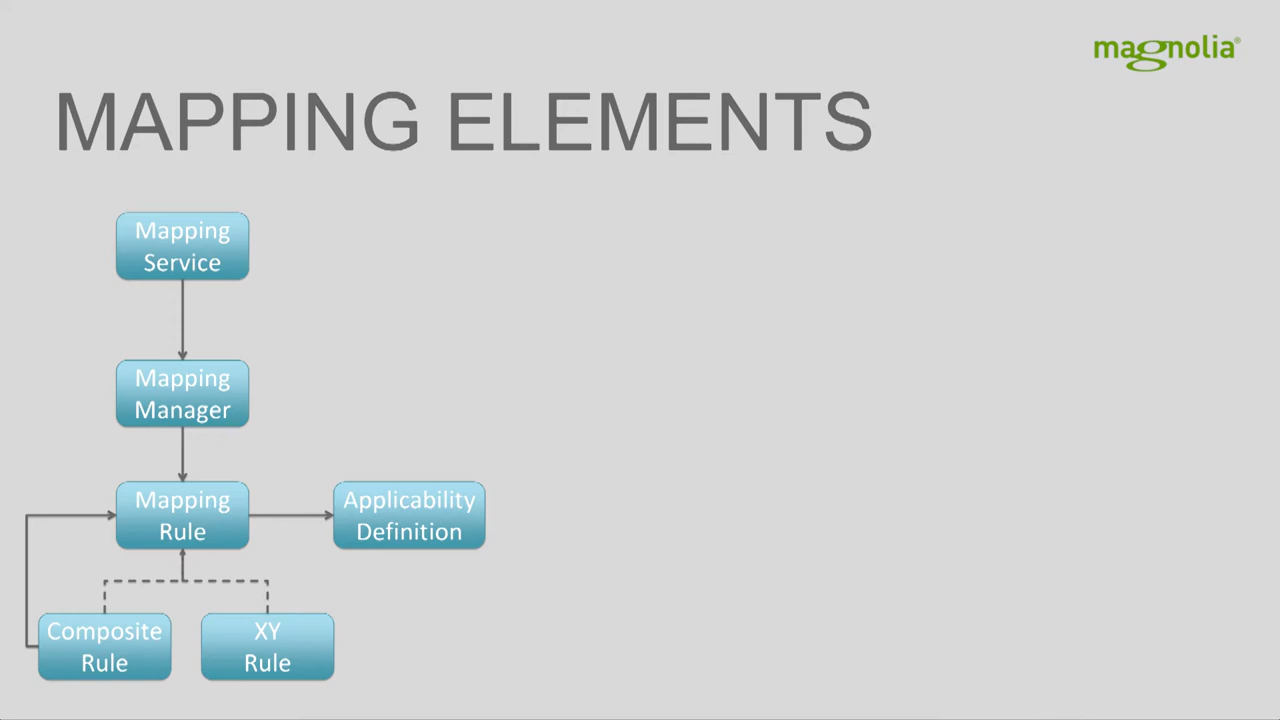 magnolia®
MAPPING ELEMENTS
Mapping
Service
Mapping
Manager
Mapping
Rule
Applicability
Definition
Composite
Rule
XY
Rule